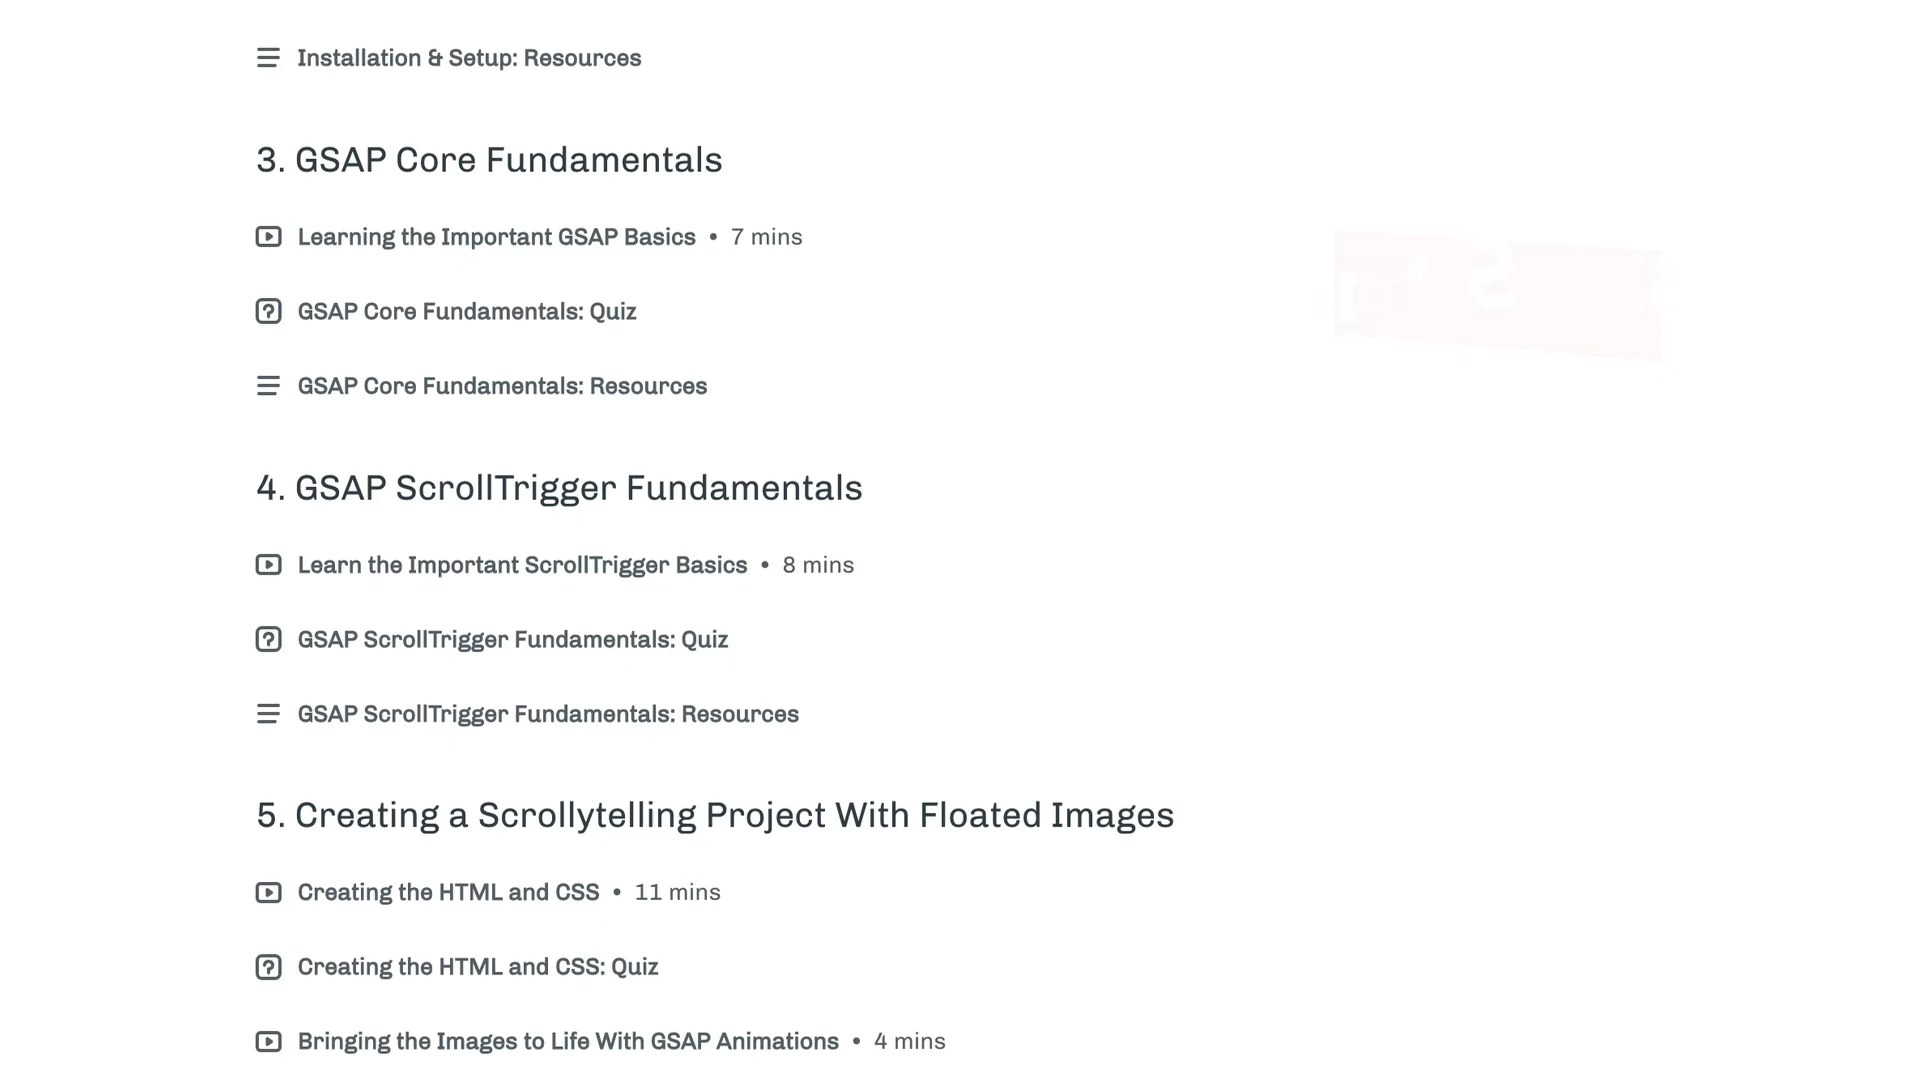 Installation & Setup: Resources
3. GSAP Core Fundamentals
Learning the Important GSAP Basics • 7 mins
GSAP Core Fundamentals: Quiz
GSAP Core Fundamentals: Resources
4. GSAP ScrollTrigger Fundamentals
Learn the Important ScrollTrigger Basics • 8 mins
GSAP ScrollTrigger Fundamentals: Quiz
GSAP ScrollTrigger Fundamentals: Resources
5. Creating a Scrollytelling Project With Floated Images
Creating the HTML and CSS • 11 mins
Creating the HTML and CSS: Quiz
Bringing the Images to Life With GSAP Animations • 4 mins